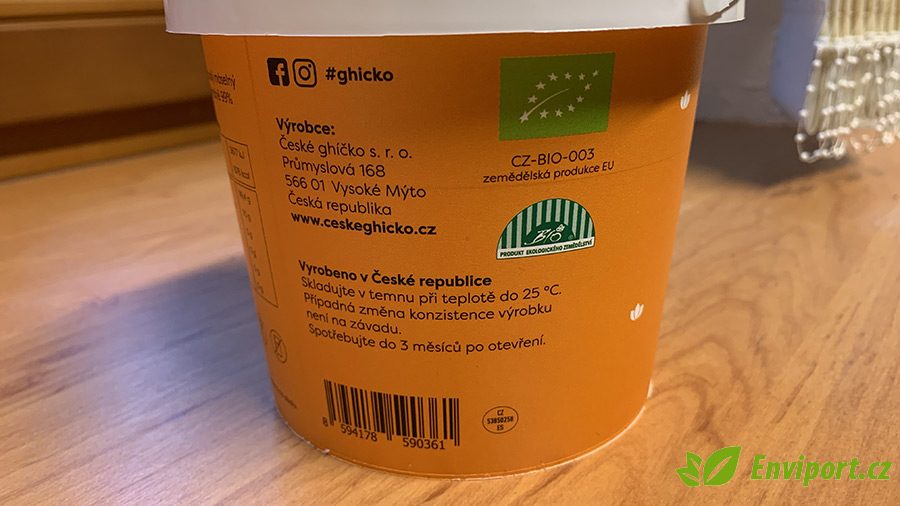 #ghicko
Výrobce:
České ghíčko s. r. o.
Průmyslová 168
566 01 Vysoké Mýto
Česká republika
www.ceskeghicko.cz
CZ-BIO-003
zemědělská produkce EU
BIO
PRODUKT EKOLOGICKÉHO ZEMĚDĚLSTVÍ
Vyrobeno v České republice
Skladujte v temnu při teplotě do 25 °C.
Případná změna konzistence výrobku
není na závadu.
Spotřebujte do 3 měsíců po otevření.
8 594178 590361
CZ
53850258
ES
Enviport.cz